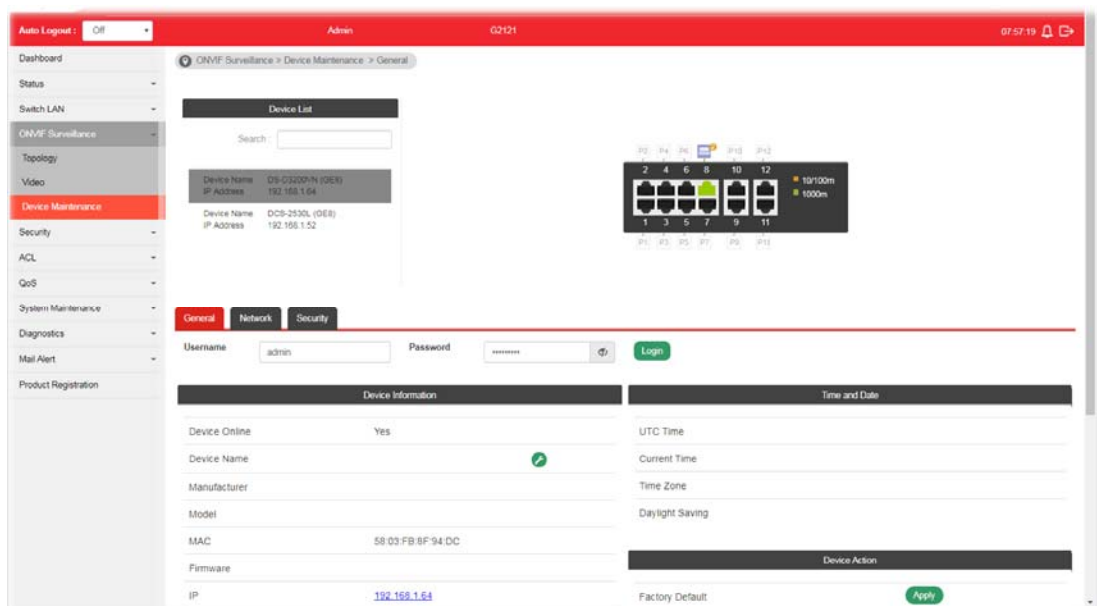 Auto Logout : Off Admin G2121 07:57:19
Dashboard
Status
Switch LAN
ONVIF Surveillance
Topology
Video
Device Maintenance
Security
ACL
QoS
System Maintenance
Diagnostics
Mail Alert
Product Registration
ONVIF Surveillance > Device Maintenance > General
Device List
Search :
Device Name DS-D3200VN (GE8)
IP Address 192.168.1.64
Device Name DCS-2530L (GE8)
IP Address 192.168.1.52
P2 P4 P6 P10 P12
2 4 6 8 10 12
10/100m
1000m
1 3 5 7 9 11
P1 P3 P5 P7 P9 P11
General Network Security
Username admin Password ********* Login
Device Information
Device Online Yes
Device Name
Manufacturer
Model
MAC 58:03:FB:8F:94:DC
Firmware
IP 192.168.1.64
Time and Date
UTC Time
Current Time
Time Zone
Daylight Saving
Device Action
Factory Default Apply